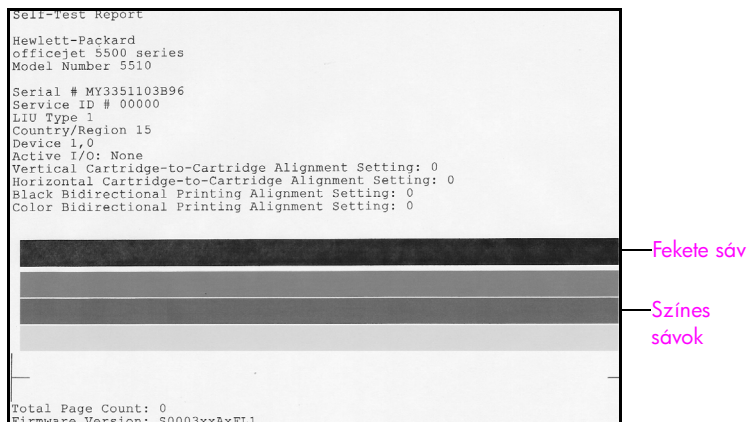 Self-Test Report
Hewlett-Packard
officejet 5500 series
Model Number 5510
Serial # MY3351103B96
Service ID # 00000
LIU Type 1
Country/Region 15
Device 1,0
Active I/O: None
Vertical Cartridge-to-Cartridge Alignment Setting: 0
Horizontal Cartridge-to-Cartridge Alignment Setting: 0
Black Bidirectional Printing Alignment Setting: 0
Color Bidirectional Printing Alignment Setting: 0
Fekete sáv
Színes
sávok
Total Page Count: 0
Firmware Version: S0003xxAxFL1